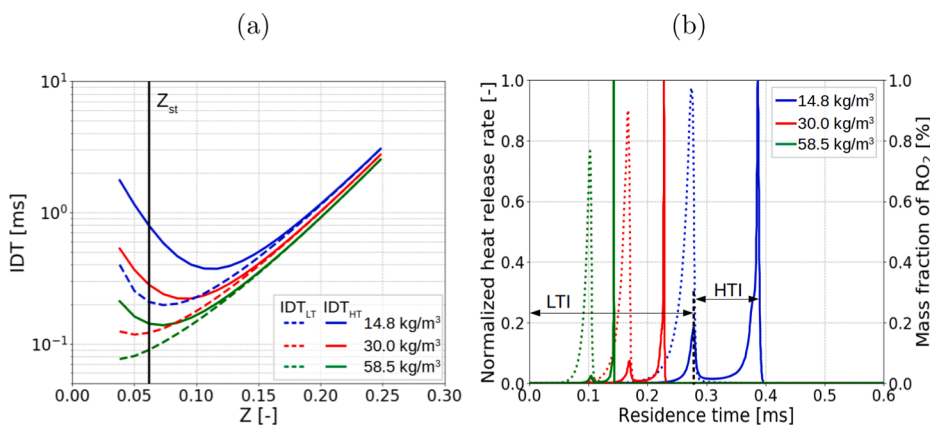 (a)
(b)
IDT [ms]
10¹
10⁰
10⁻¹
Z_st
IDT_LT IDT_HT
14.8 kg/m³
30.0 kg/m³
58.5 kg/m³
0.00 0.05 0.10 0.15 0.20 0.25 0.30
Z [-]
Normalized heat release rate [-]
1.0
0.8
0.6
0.4
0.2
0.0
14.8 kg/m³
30.0 kg/m³
58.5 kg/m³
LTI
HTI
1.0
0.8
0.6
0.4
0.2
0.0
Mass fraction of RO₂ [%]
0.0 0.1 0.2 0.3 0.4 0.5 0.6
Residence time [ms]